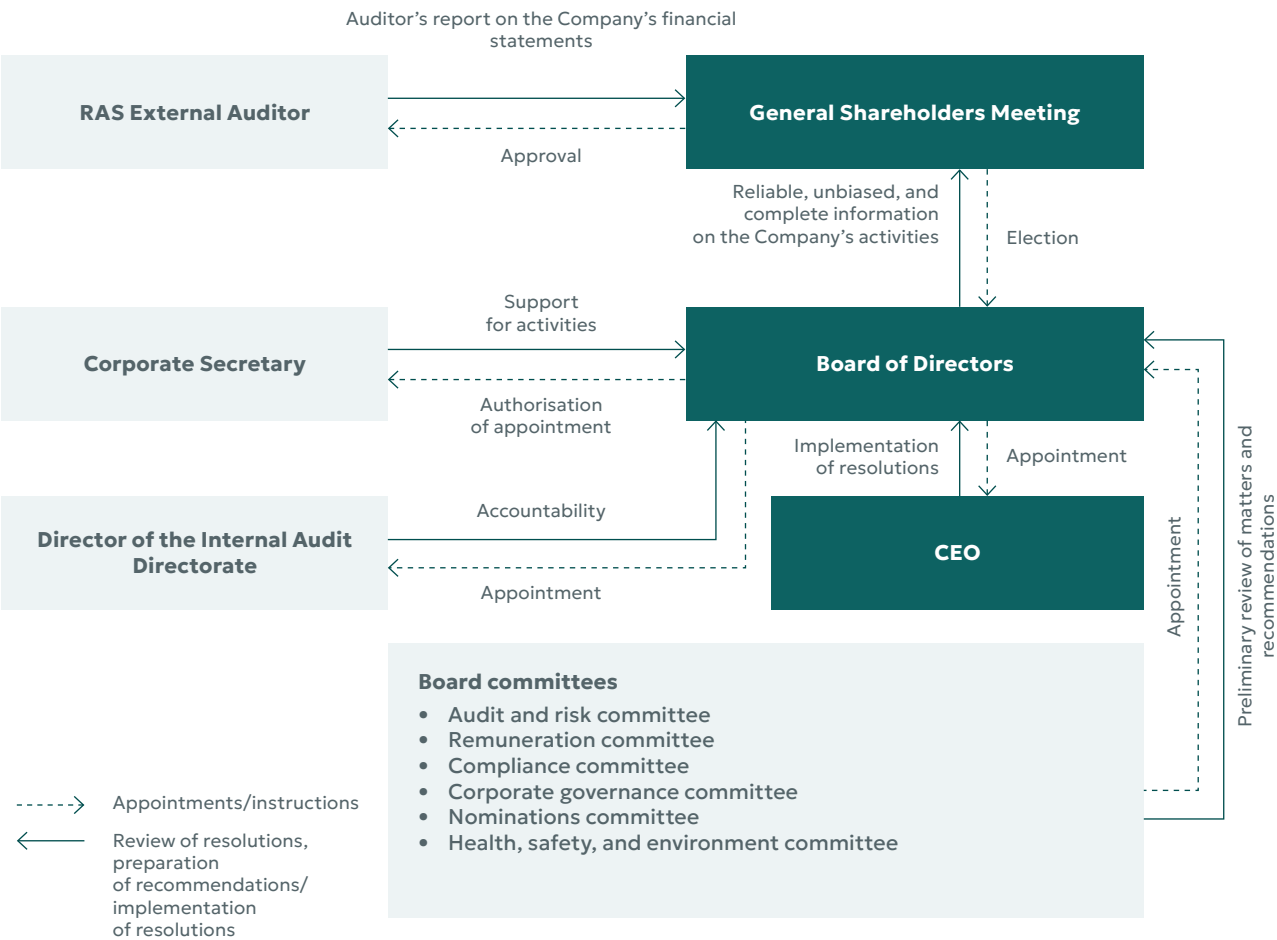 Auditor’s report on the Company’s financial
statements
RAS External Auditor
General Shareholders Meeting
Approval
Reliable, unbiased, and
complete information
on the Company’s activities
Election
Support
for activities
Corporate Secretary
Board of Directors
Authorisation
of appointment
Implementation
of resolutions
Appointment
Accountability
Director of the Internal Audit
Directorate
CEO
Appointment
Appointment
Preliminary review of matters and
recommendations
Board committees
• Audit and risk committee
• Remuneration committee
• Compliance committee
• Corporate governance committee
• Nominations committee
• Health, safety, and environment committee
Appointments/instructions
Review of resolutions,
preparation
of recommendations/
implementation
of resolutions